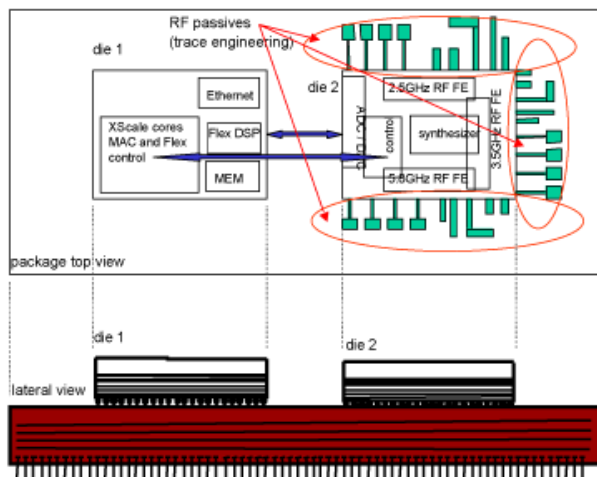 RF passives
(trace engineering)
die 1
die 2
Ethernet
XScale cores
MAC and Flex
control
Flex DSP
MEM
2.5GHz RF FE
control
synthesizer
3.5GHz RF FE
5.8GHz RF FE
package top view
die 1
die 2
lateral view